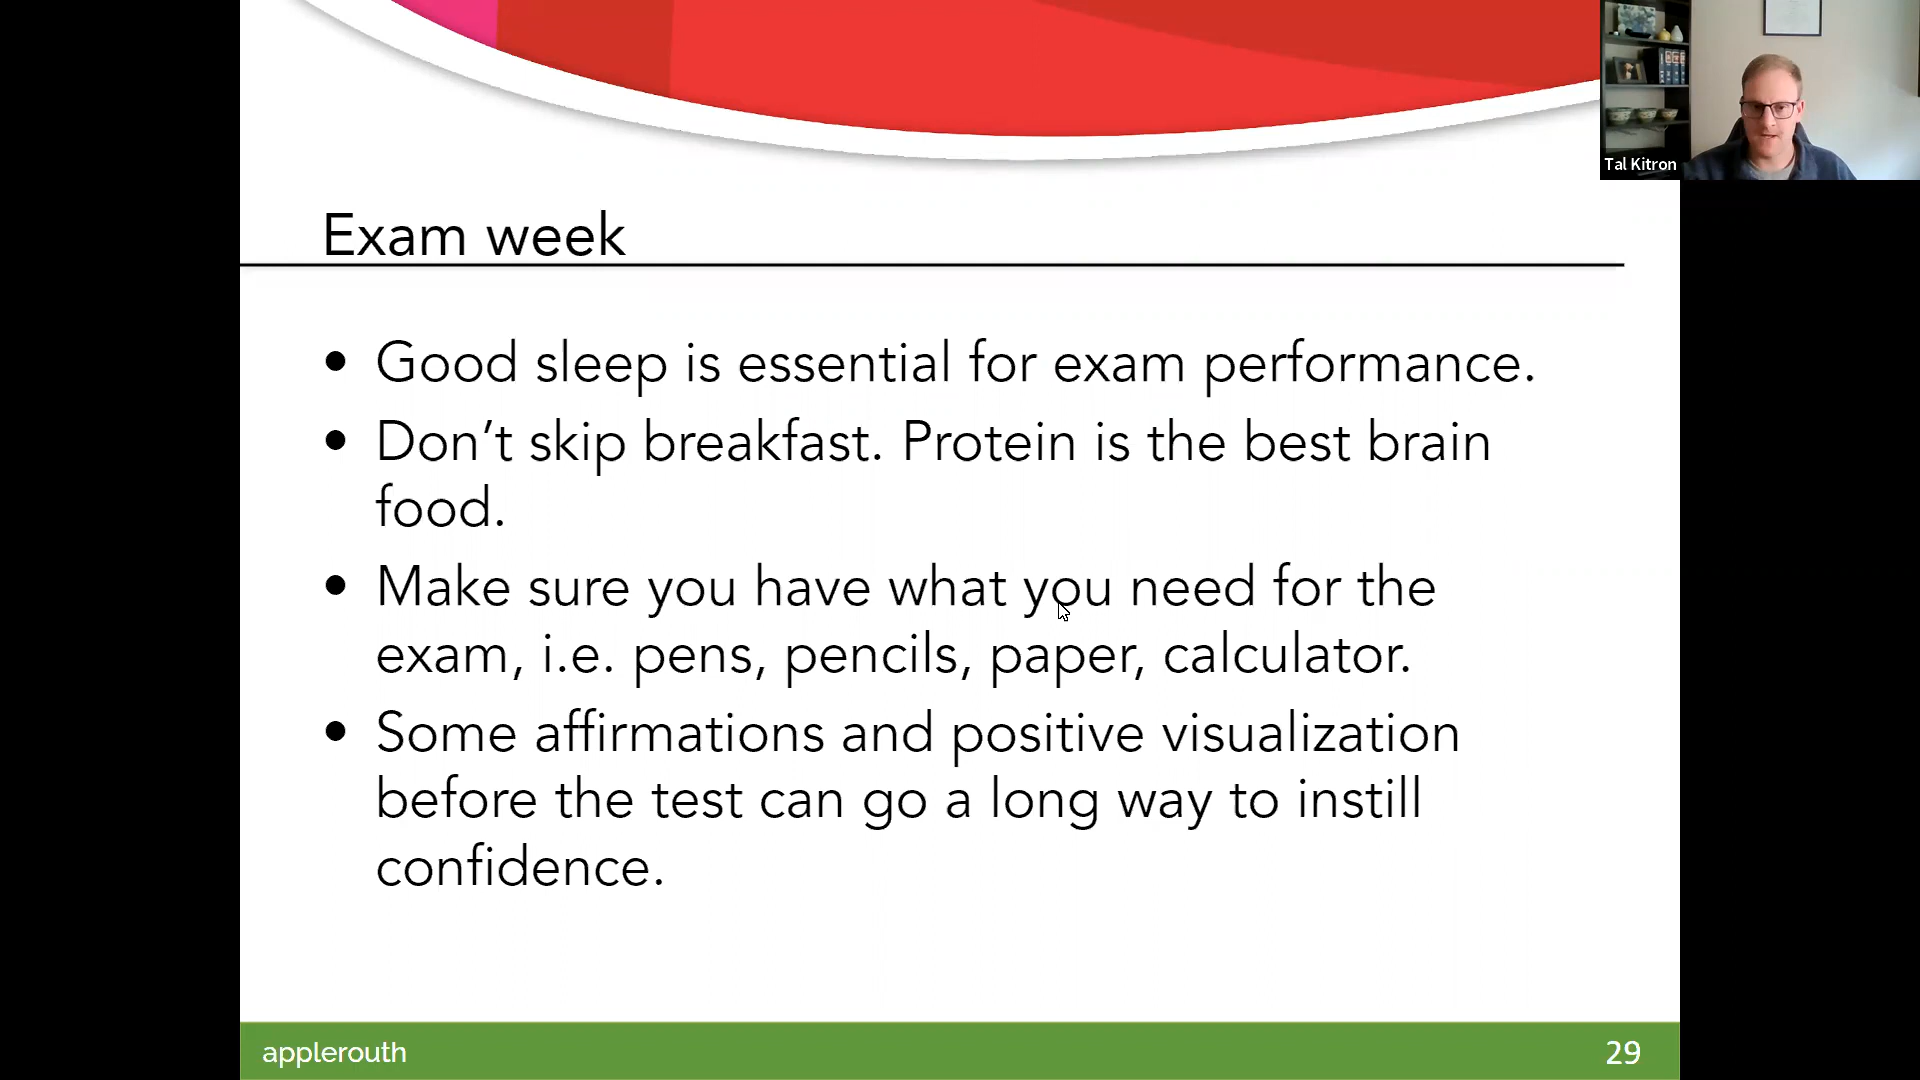 Tal Kitron
Exam week
• Good sleep is essential for exam performance.
• Don’t skip breakfast. Protein is the best brain
food.
• Make sure you have what you need for the
exam, i.e. pens, pencils, paper, calculator.
• Some affirmations and positive visualization
before the test can go a long way to instill
confidence.
applerouth
29